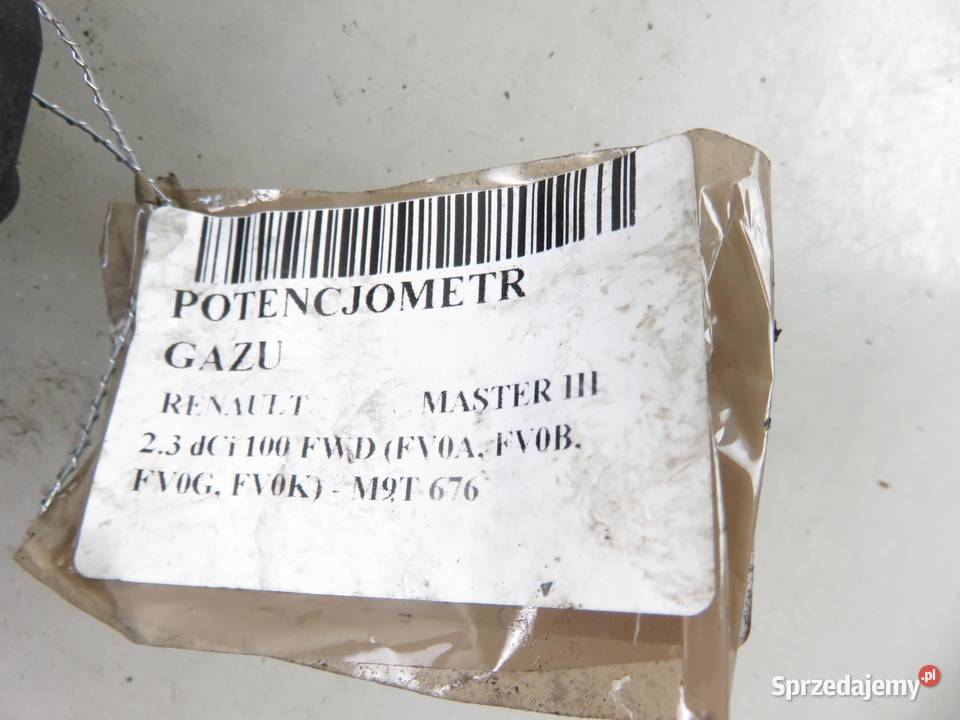 POTENCJOMETR
GAZU
RENAULT MASTER III
2.3 dCi 100 FWD (FV0A, FV0B,
FV0G, FV0K) - M9T 676
Sprzedajemy.pl